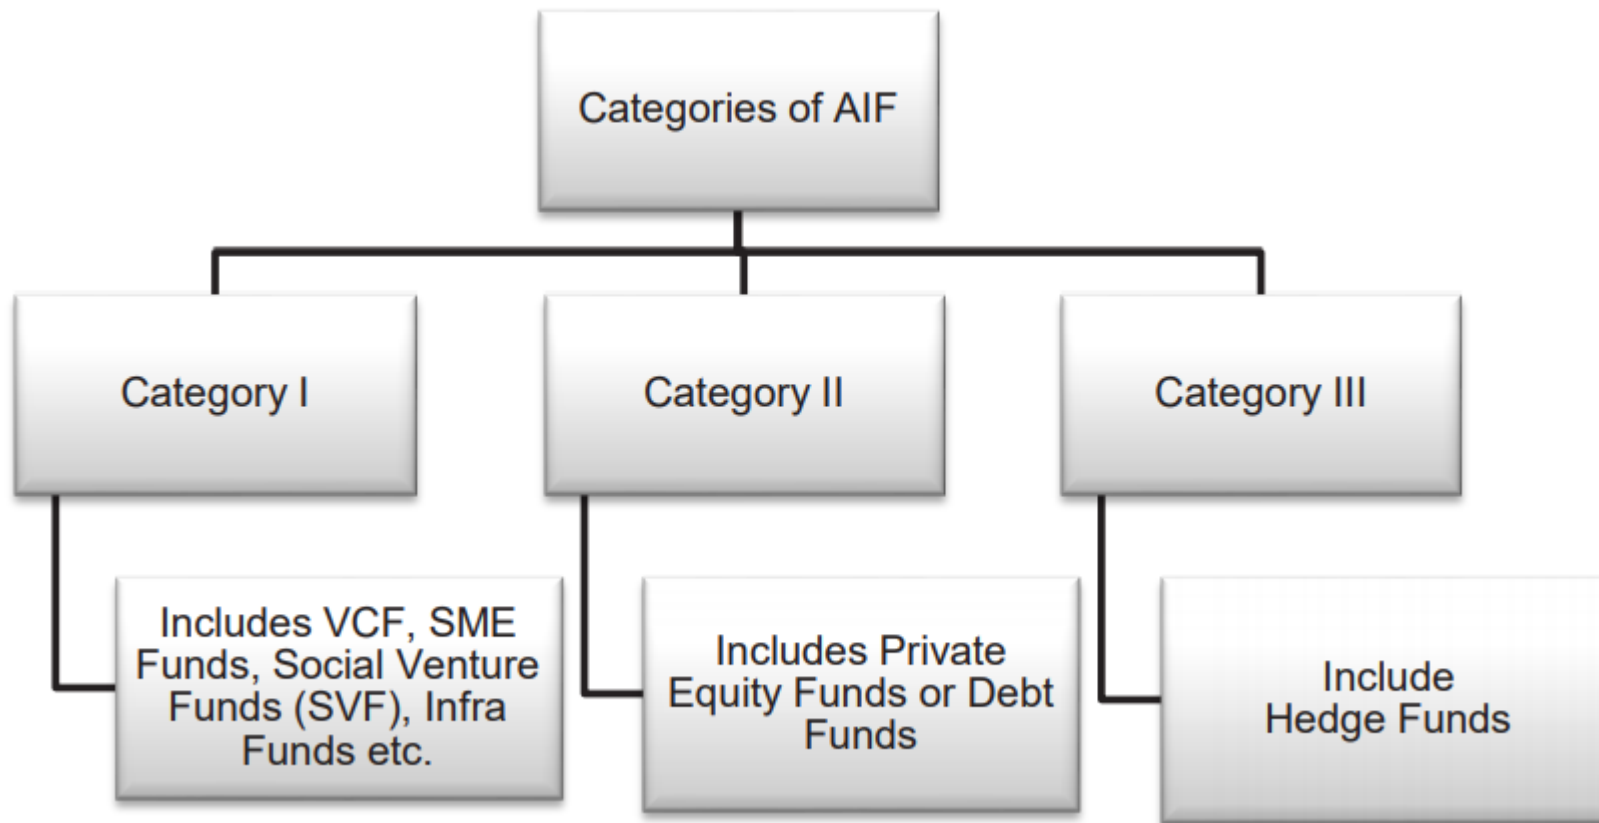 Categories of AIF
Category I
Category II
Category III
Includes VCF, SME
Funds, Social Venture
Funds (SVF), Infra
Funds etc.
Includes Private
Equity Funds or Debt
Funds
Include
Hedge Funds